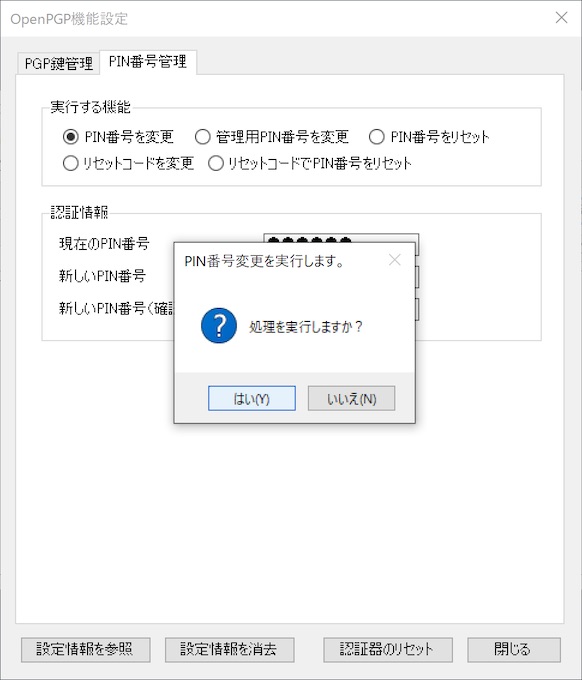 OpenPGP機能設定
PGP鍵管理 PIN番号管理
実行する機能
PIN番号を変更 管理用PIN番号を変更 PIN番号をリセット
リセットコードを変更 リセットコードでPIN番号をリセット
認証情報
現在のPIN番号
PIN番号変更を実行します。
新しいPIN番号
新しいPIN番号（確認
処理を実行しますか？
はい(Y) いいえ(N)
設定情報を参照 設定情報を消去 認証器のリセット 閉じる